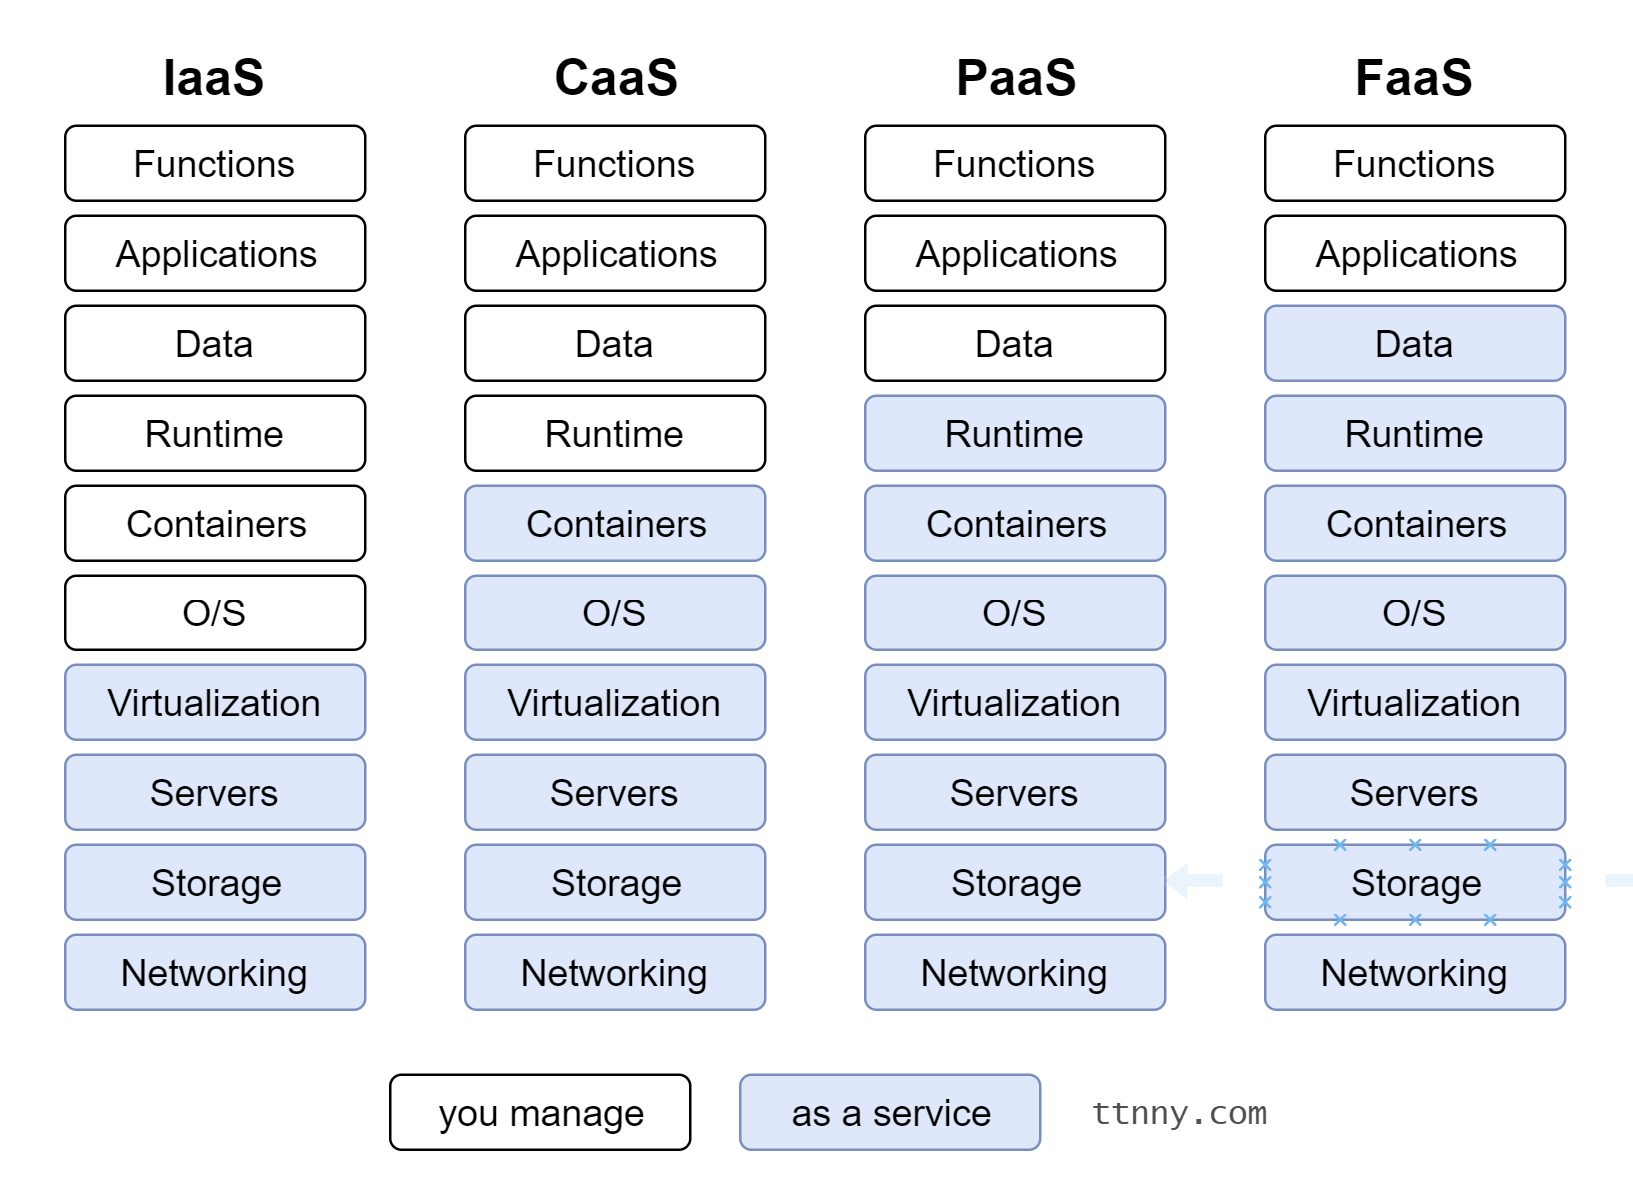 IaaS
CaaS
PaaS
FaaS
Functions
Functions
Functions
Functions
Applications
Applications
Applications
Applications
Data
Data
Data
Data
Runtime
Runtime
Runtime
Runtime
Containers
Containers
Containers
Containers
O/S
O/S
O/S
O/S
Virtualization
Virtualization
Virtualization
Virtualization
Servers
Servers
Servers
Servers
Storage
Storage
Storage
Storage
Networking
Networking
Networking
Networking
you manage
as a service
ttnny.com